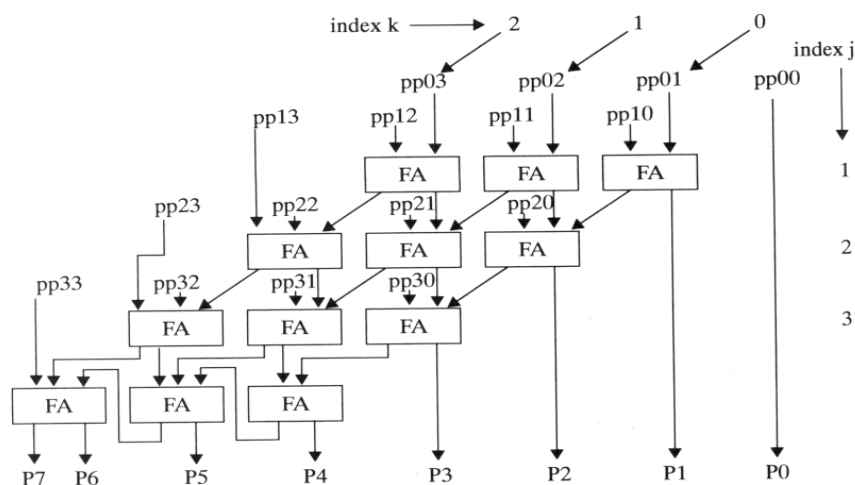 index k 2 1 0
index j
pp03 pp02 pp01 pp00
pp13 pp12 pp11 pp10
FA FA FA 1
pp23 pp22 pp21 pp20
FA FA FA 2
pp33 pp32 pp31 pp30
FA FA FA 3
FA FA FA
P7 P6 P5 P4 P3 P2 P1 P0